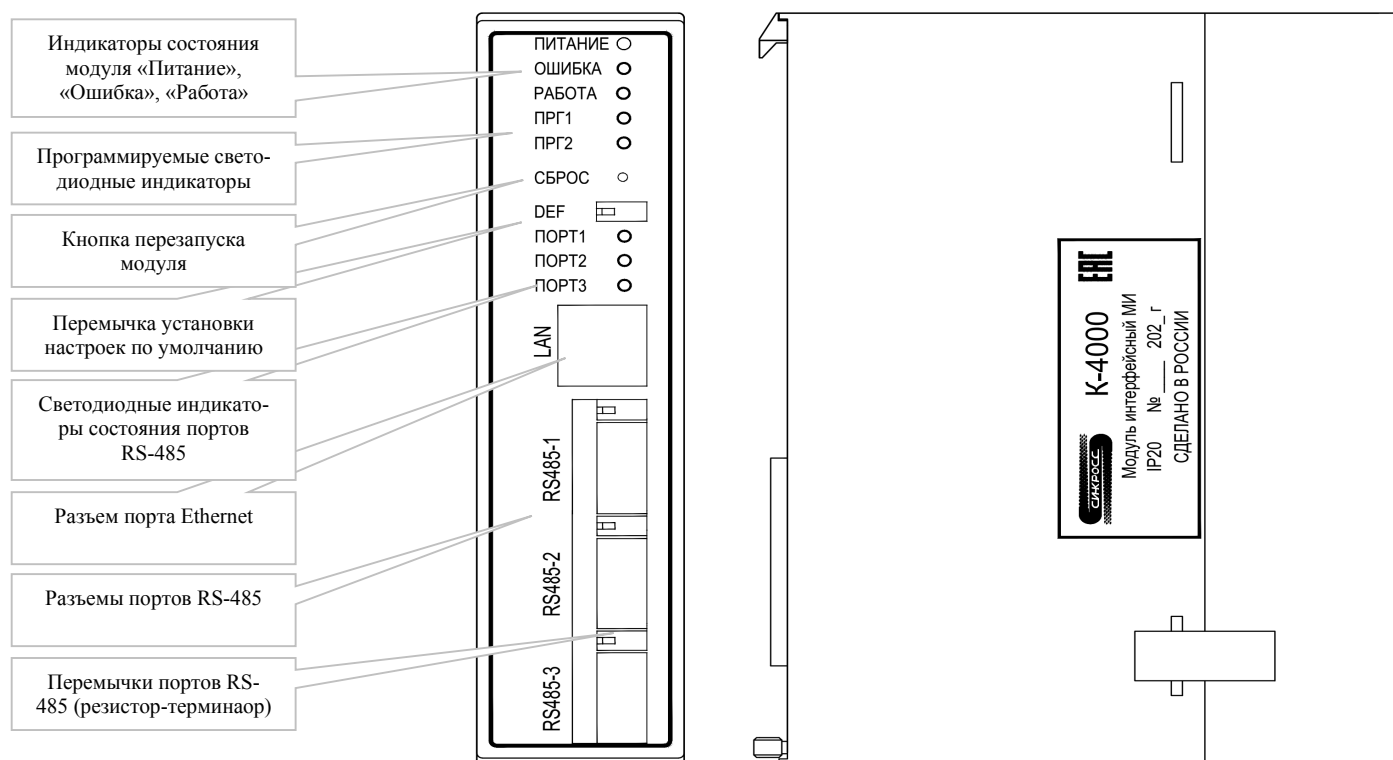 Индикаторы состояния
модуля «Питание»,
«Ошибка», «Работа»
Программируемые свето-
диодные индикаторы
Кнопка перезапуска
модуля
Перемычка установки
настроек по умолчанию
Светодиодные индикато-
ры состояния портов
RS-485
Разъем порта Ethernet
Разъемы портов RS-485
Перемычки портов RS-
485 (резистор-терминаор)
ПИТАНИЕ
ОШИБКА
РАБОТА
ПРГ1
ПРГ2
СБРОС
DEF
ПОРТ1
ПОРТ2
ПОРТ3
LAN
RS485-1
RS485-2
RS485-3
СИНКРОСС
К-4000
EAC
Модуль интерфейсный МИ
IP20 № ____ 202_ г
СДЕЛАНО В РОССИИ